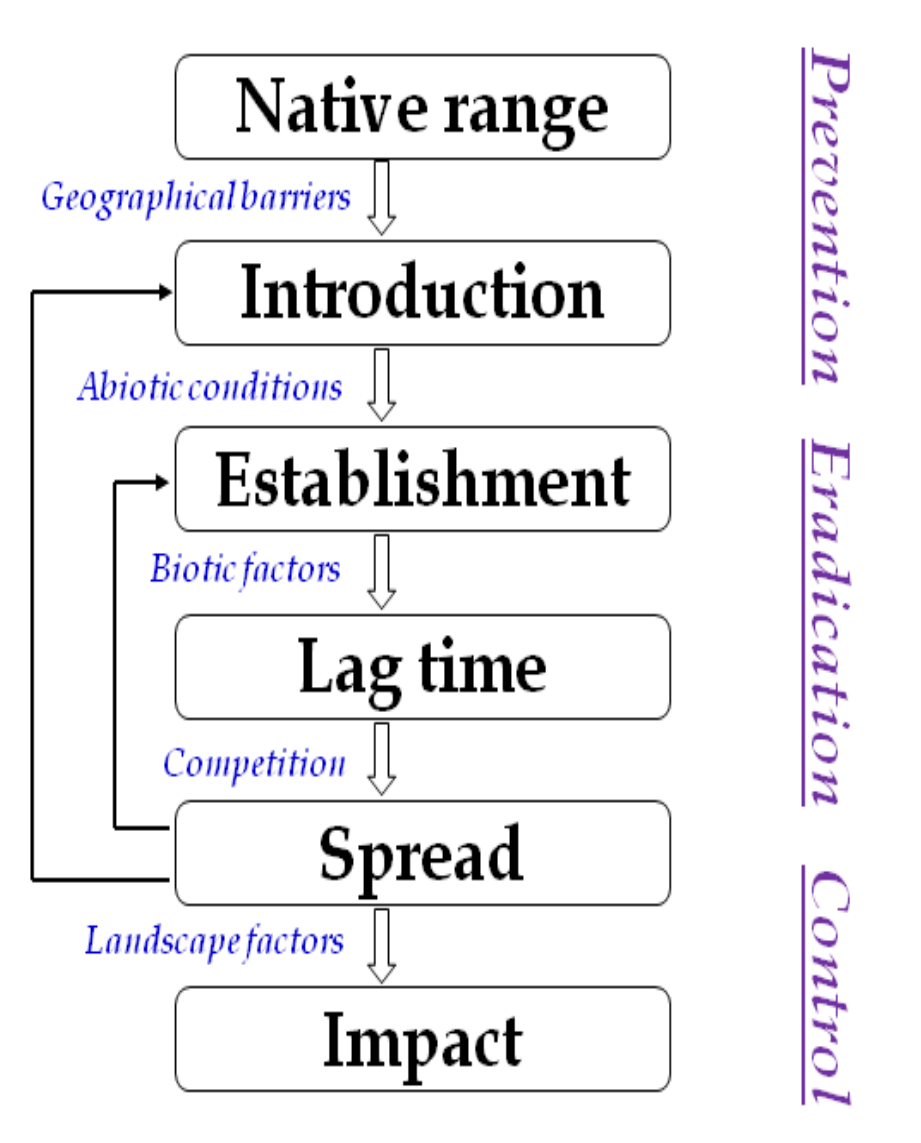 Native range
Geographical barriers
Introduction
Abiotic conditions
Establishment
Biotic factors
Lag time
Competition
Spread
Landscape factors
Impact
Prevention
Eradication
Control